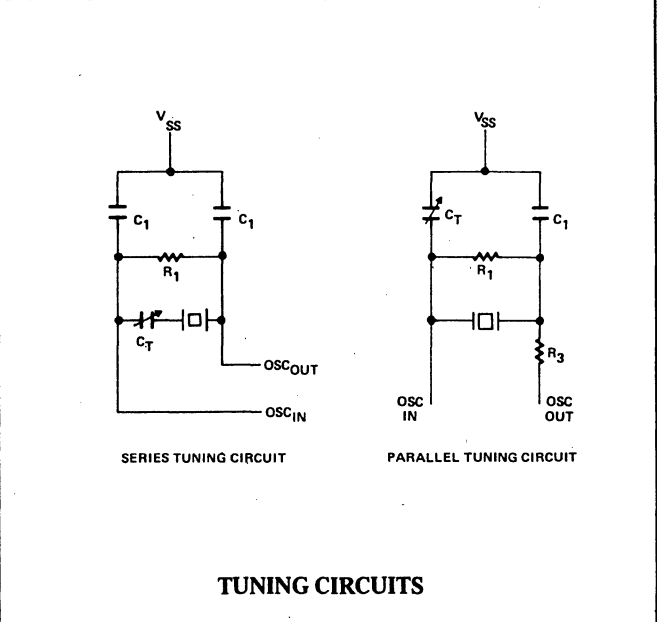 VSS
C1
C1
R1
CT
OSCOUT
OSCIN
SERIES TUNING CIRCUIT
VSS
CT
C1
R1
R3
OSC
IN
OSC
OUT
PARALLEL TUNING CIRCUIT
TUNING CIRCUITS